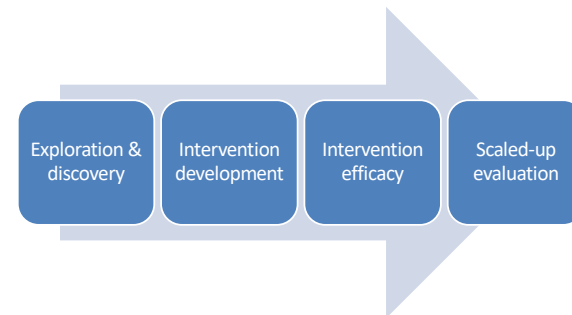 Exploration &
discovery
Intervention
development
Intervention
efficacy
Scaled-up
evaluation